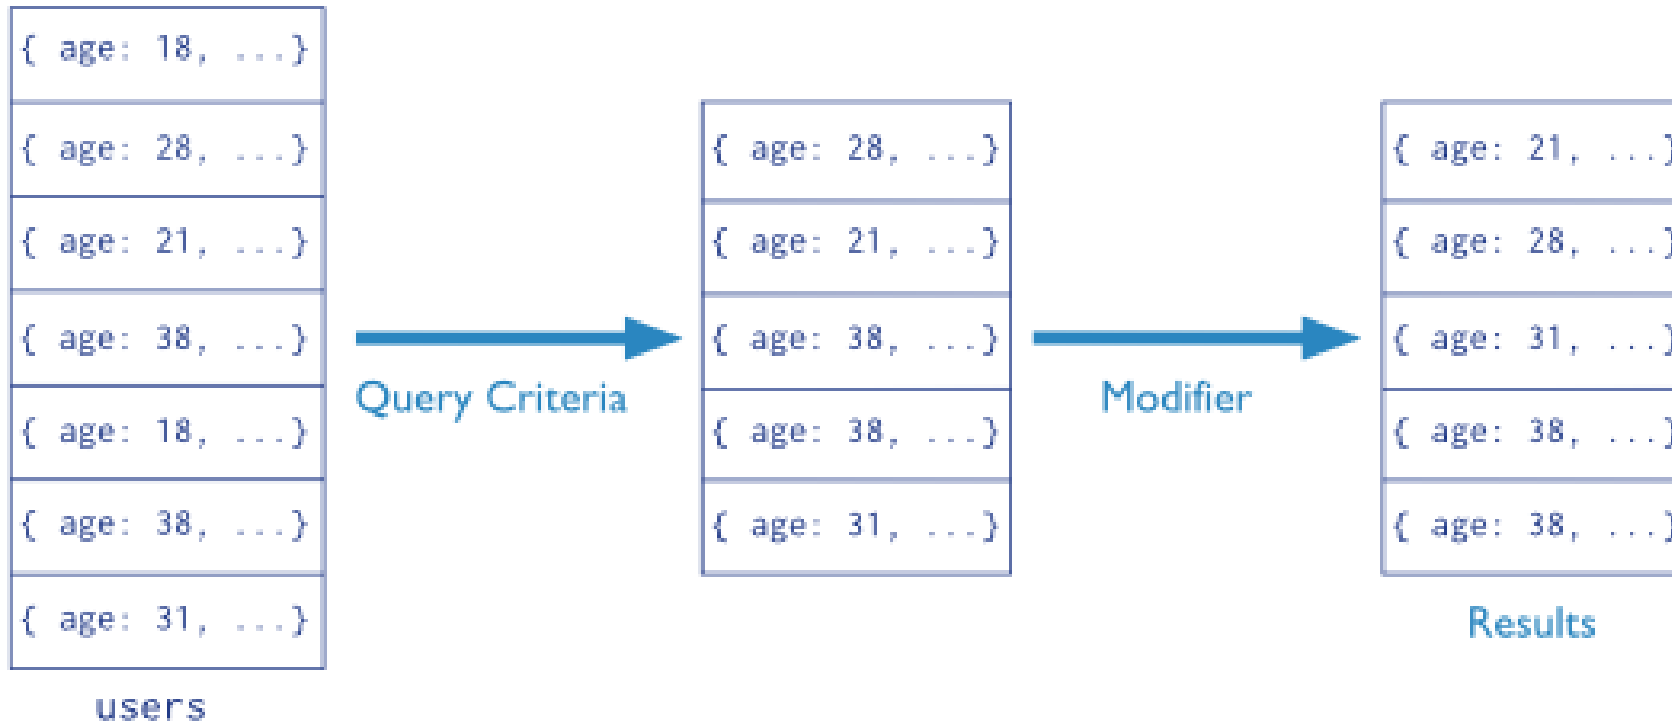 { age: 18, ...}
{ age: 28, ...}
{ age: 21, ...}
{ age: 38, ...}
{ age: 18, ...}
{ age: 38, ...}
{ age: 31, ...}
users
Query Criteria
{ age: 28, ...}
{ age: 21, ...}
{ age: 38, ...}
{ age: 38, ...}
{ age: 31, ...}
Modifier
{ age: 21, ...}
{ age: 28, ...}
{ age: 31, ...}
{ age: 38, ...}
{ age: 38, ...}
Results